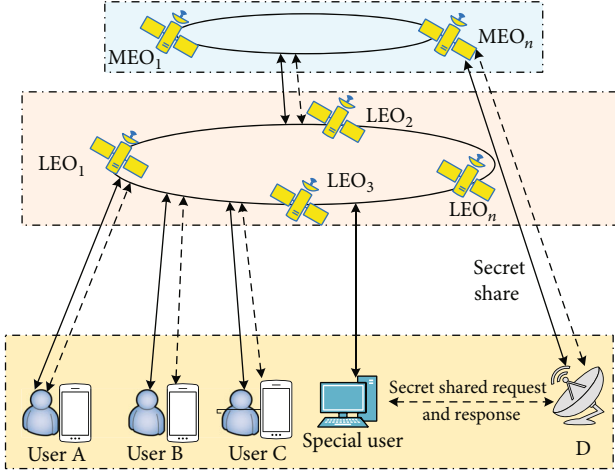 MEO1
MEOn
LEO2
LEO1
LEO3
LEOn
Secret
share
Secret shared request
and response
User A
User B
User C
Special user
D